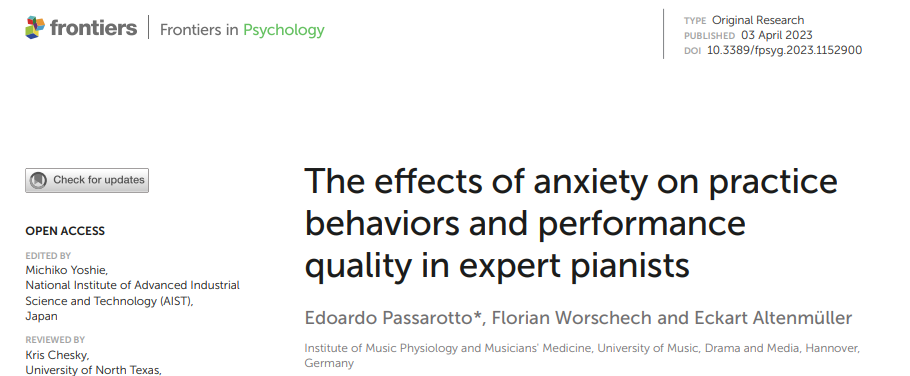 frontiers
Frontiers in Psychology
TYPE Original Research
PUBLISHED 03 April 2023
DOI 10.3389/fpsyg.2023.1152900
Check for updates
OPEN ACCESS
EDITED BY
Michiko Yoshie,
National Institute of Advanced Industrial
Science and Technology (AIST),
Japan
REVIEWED BY
Kris Chesky,
University of North Texas,
The effects of anxiety on practice
behaviors and performance
quality in expert pianists
Edoardo Passarotto*, Florian Worschech and Eckart Altenmüller
Institute of Music Physiology and Musicians’ Medicine, University of Music, Drama and Media, Hannover,
Germany